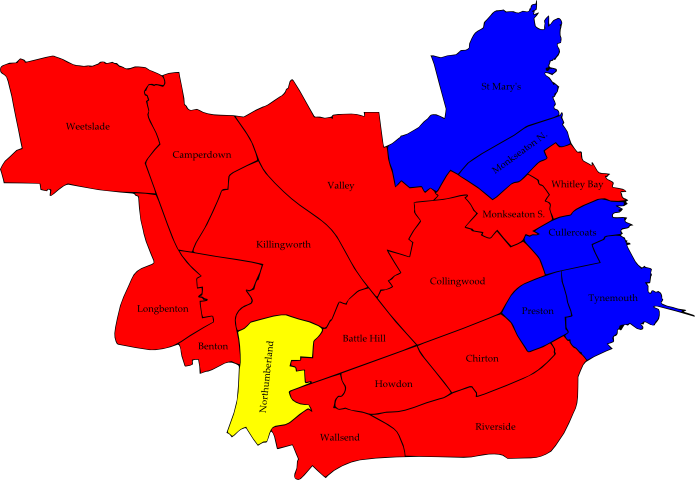 St Mary's
Weetslade
Monkseaton N.
Camperdown
Valley
Whitley Bay
Monkseaton S.
Cullercoats
Killingworth
Collingwood
Tynemouth
Longbenton
Preston
Battle Hill
Benton
Chirton
Northumberland
Howdon
Riverside
Wallsend